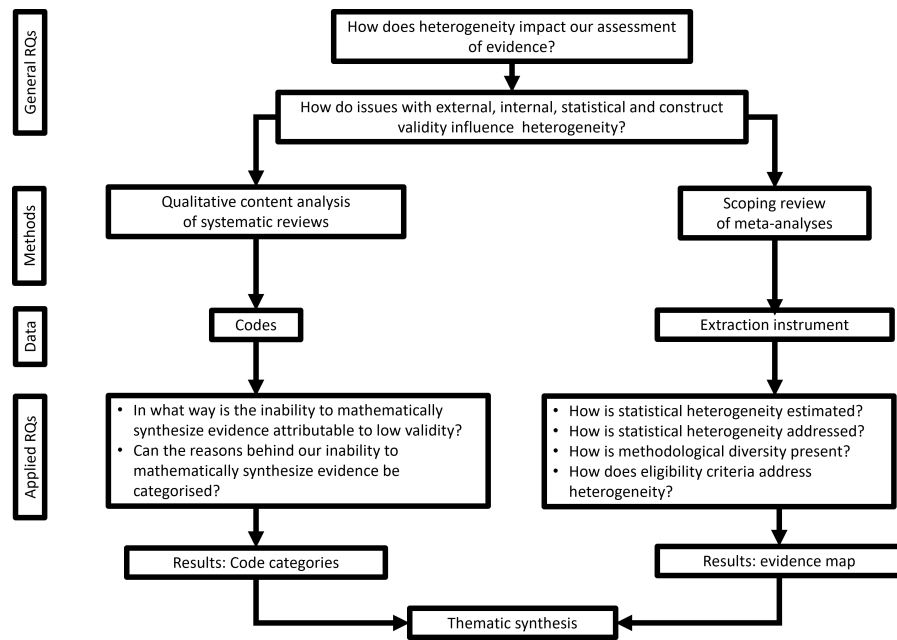 General RQs
How does heterogeneity impact our assessment
of evidence?
How do issues with external, internal, statistical and construct
validity influence heterogeneity?
Methods
Qualitative content analysis
of systematic reviews
Scoping review
of meta-analyses
Data
Codes
Extraction instrument
Applied RQs
• In what way is the inability to mathematically
synthesize evidence attributable to low validity?
• Can the reasons behind our inability to
mathematically synthesize evidence be
categorised?
• How is statistical heterogeneity estimated?
• How is statistical heterogeneity addressed?
• How is methodological diversity present?
• How does eligibility criteria address
heterogeneity?
Results: Code categories
Results: evidence map
Thematic synthesis